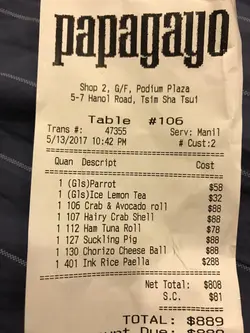 papagayo
Shop 2, G/F, Podium Plaza
5-7 Hanoi Road, Tsim Sha Tsui
Table #106
Trans #: 47355 Serv: Manil
5/13/2017 10:42 PM # Cust:2
Quan Descript Cost
1 (Gls)Parrot $58
1 (Gls)Ice Lemon Tea $32
1 106 Crab & Avocado roll $88
1 107 Hairy Crab Shell $88
1 112 Ham Tuna Roll $78
1 127 Suckling Pig $88
1 130 Chorizo Cheese Ball $88
1 401 Ink Rice Paella $288
Net Total: $808
S.C. $81
TOTAL: $889
Amount Due: $889